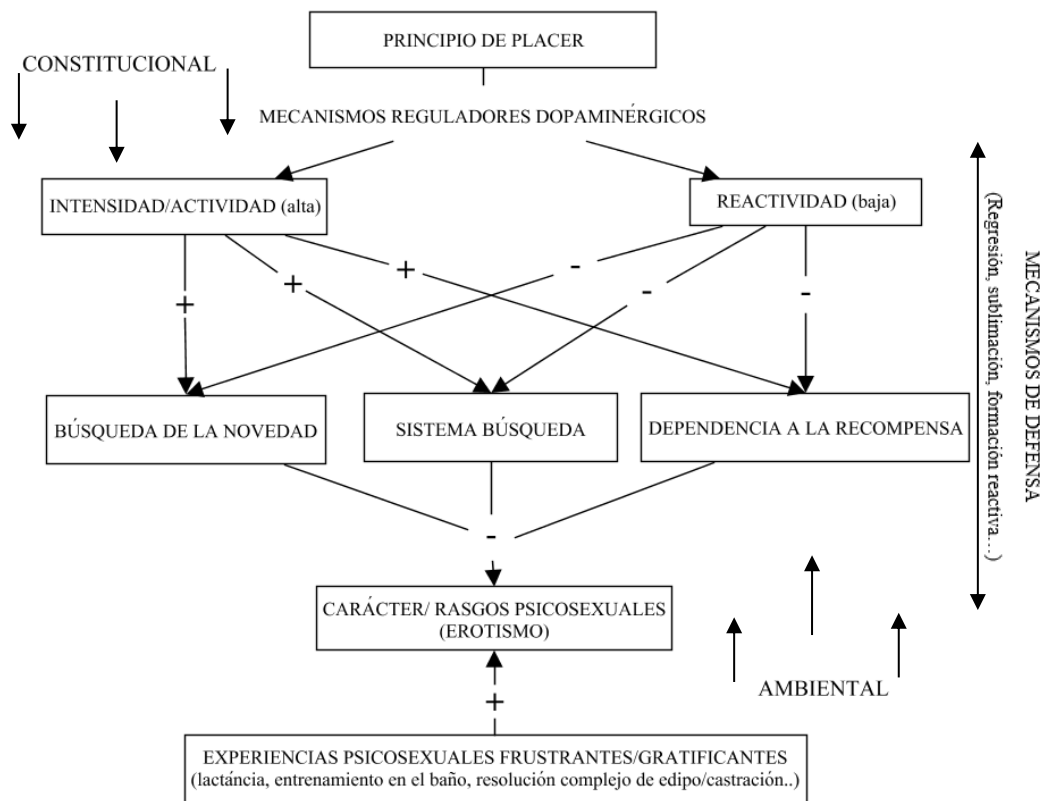 PRINCIPIO DE PLACER
CONSTITUCIONAL
MECANISMOS REGULADORES DOPAMINÉRGICOS
INTENSIDAD/ACTIVIDAD (alta)
REACTIVIDAD (baja)
+
+
+
-
-
-
BÚSQUEDA DE LA NOVEDAD
SISTEMA BÚSQUEDA
DEPENDENCIA A LA RECOMPENSA
MECANISMOS DE DEFENSA
(Regresión, sublimación, formación reactiva...)
-
CARÁCTER/ RASGOS PSICOSEXUALES
(EROTISMO)
AMBIENTAL
+
EXPERIENCIAS PSICOSEXUALES FRUSTRANTES/GRATIFICANTES
(lactáncia, entrenamiento en el baño, resolución complejo de edipo/castración..)